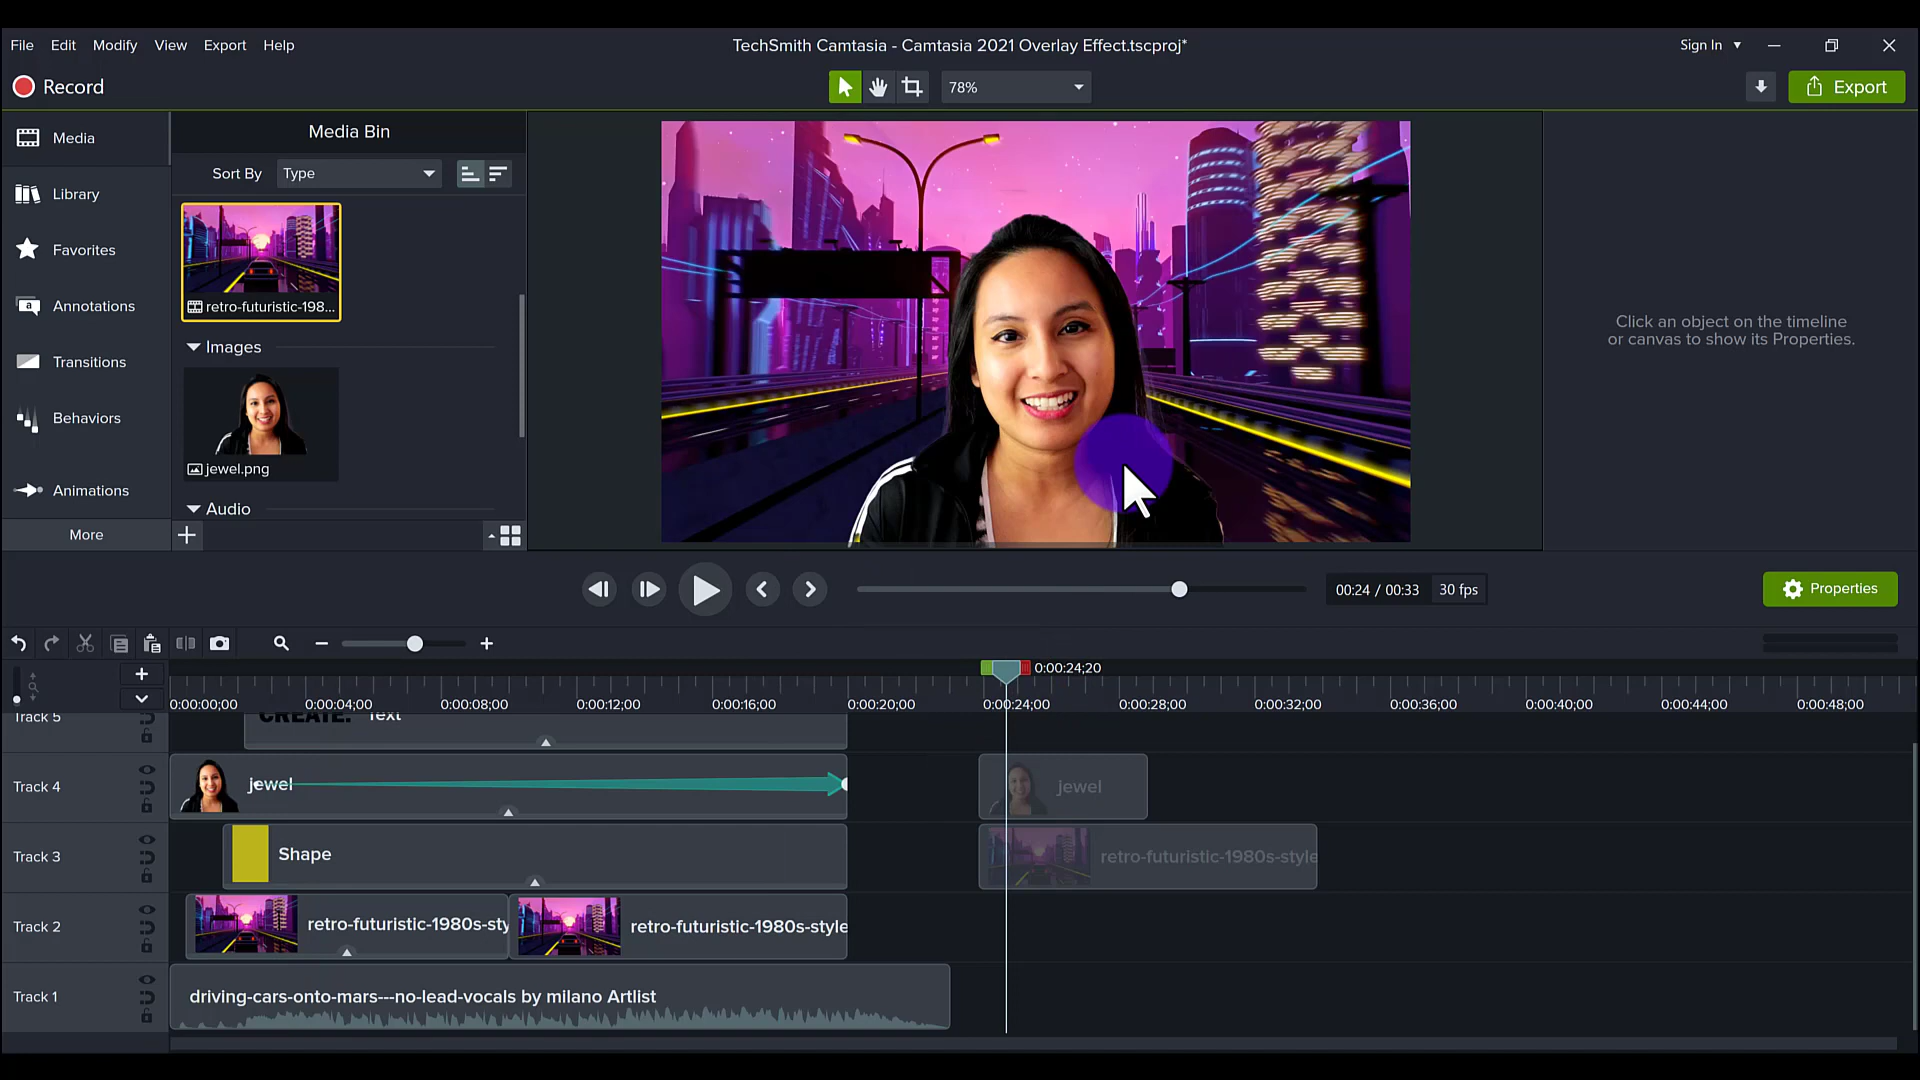 File Edit Modify View Export Help
TechSmith Camtasia - Camtasia 2021 Overlay Effect.tscproj*
Sign In
Record
78%
Export
Media
Library
Favorites
Annotations
Transitions
Behaviors
Animations
More
Media Bin
Sort By Type
retro-futuristic-198...
Images
jewel.png
Audio
Click an object on the timeline
or canvas to show its Properties.
00:24 / 00:33 30 fps
Properties
0:00:24;20
0:00:00;00 0:00:04;00 0:00:08;00 0:00:12;00 0:00:16;00 0:00:20;00 0:00:24;00 0:00:28;00 0:00:32;00 0:00:36;00 0:00:40;00 0:00:44;00 0:00:48;00
Track 5 CREATE. Text
Track 4 jewel jewel
Track 3 Shape retro-futuristic-1980s-style
Track 2 retro-futuristic-1980s-sty retro-futuristic-1980s-style
Track 1 driving-cars-onto-mars---no-lead-vocals by milano Artlist